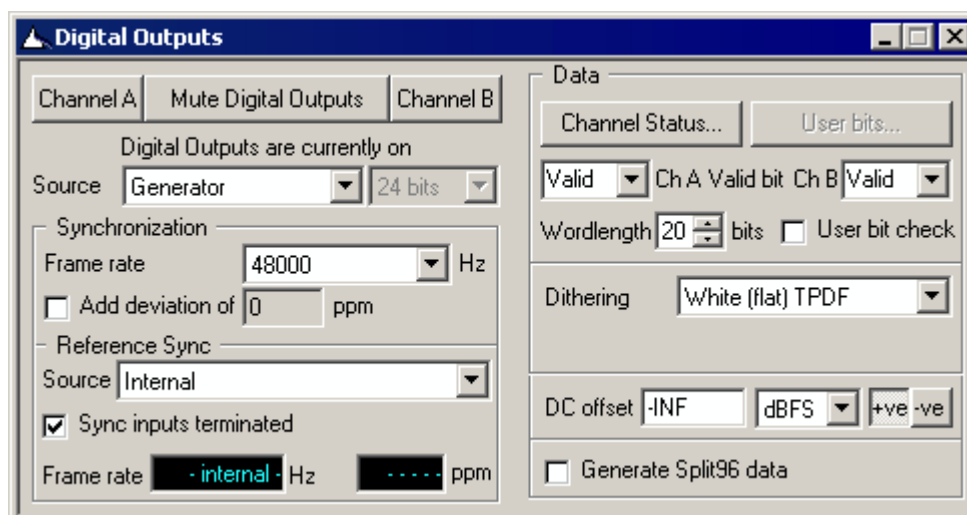 Digital Outputs
Channel A Mute Digital Outputs Channel B
Digital Outputs are currently on
Source Generator 24 bits
Synchronization
Frame rate 48000 Hz
Add deviation of 0 ppm
Reference Sync
Source Internal
Sync inputs terminated
Frame rate - internal - Hz - - - - - ppm
Data
Channel Status... User bits...
Valid Ch A Valid bit Ch B Valid
Wordlength 20 bits User bit check
Dithering White (flat) TPDF
DC offset -INF dBFS +ve -ve
Generate Split96 data